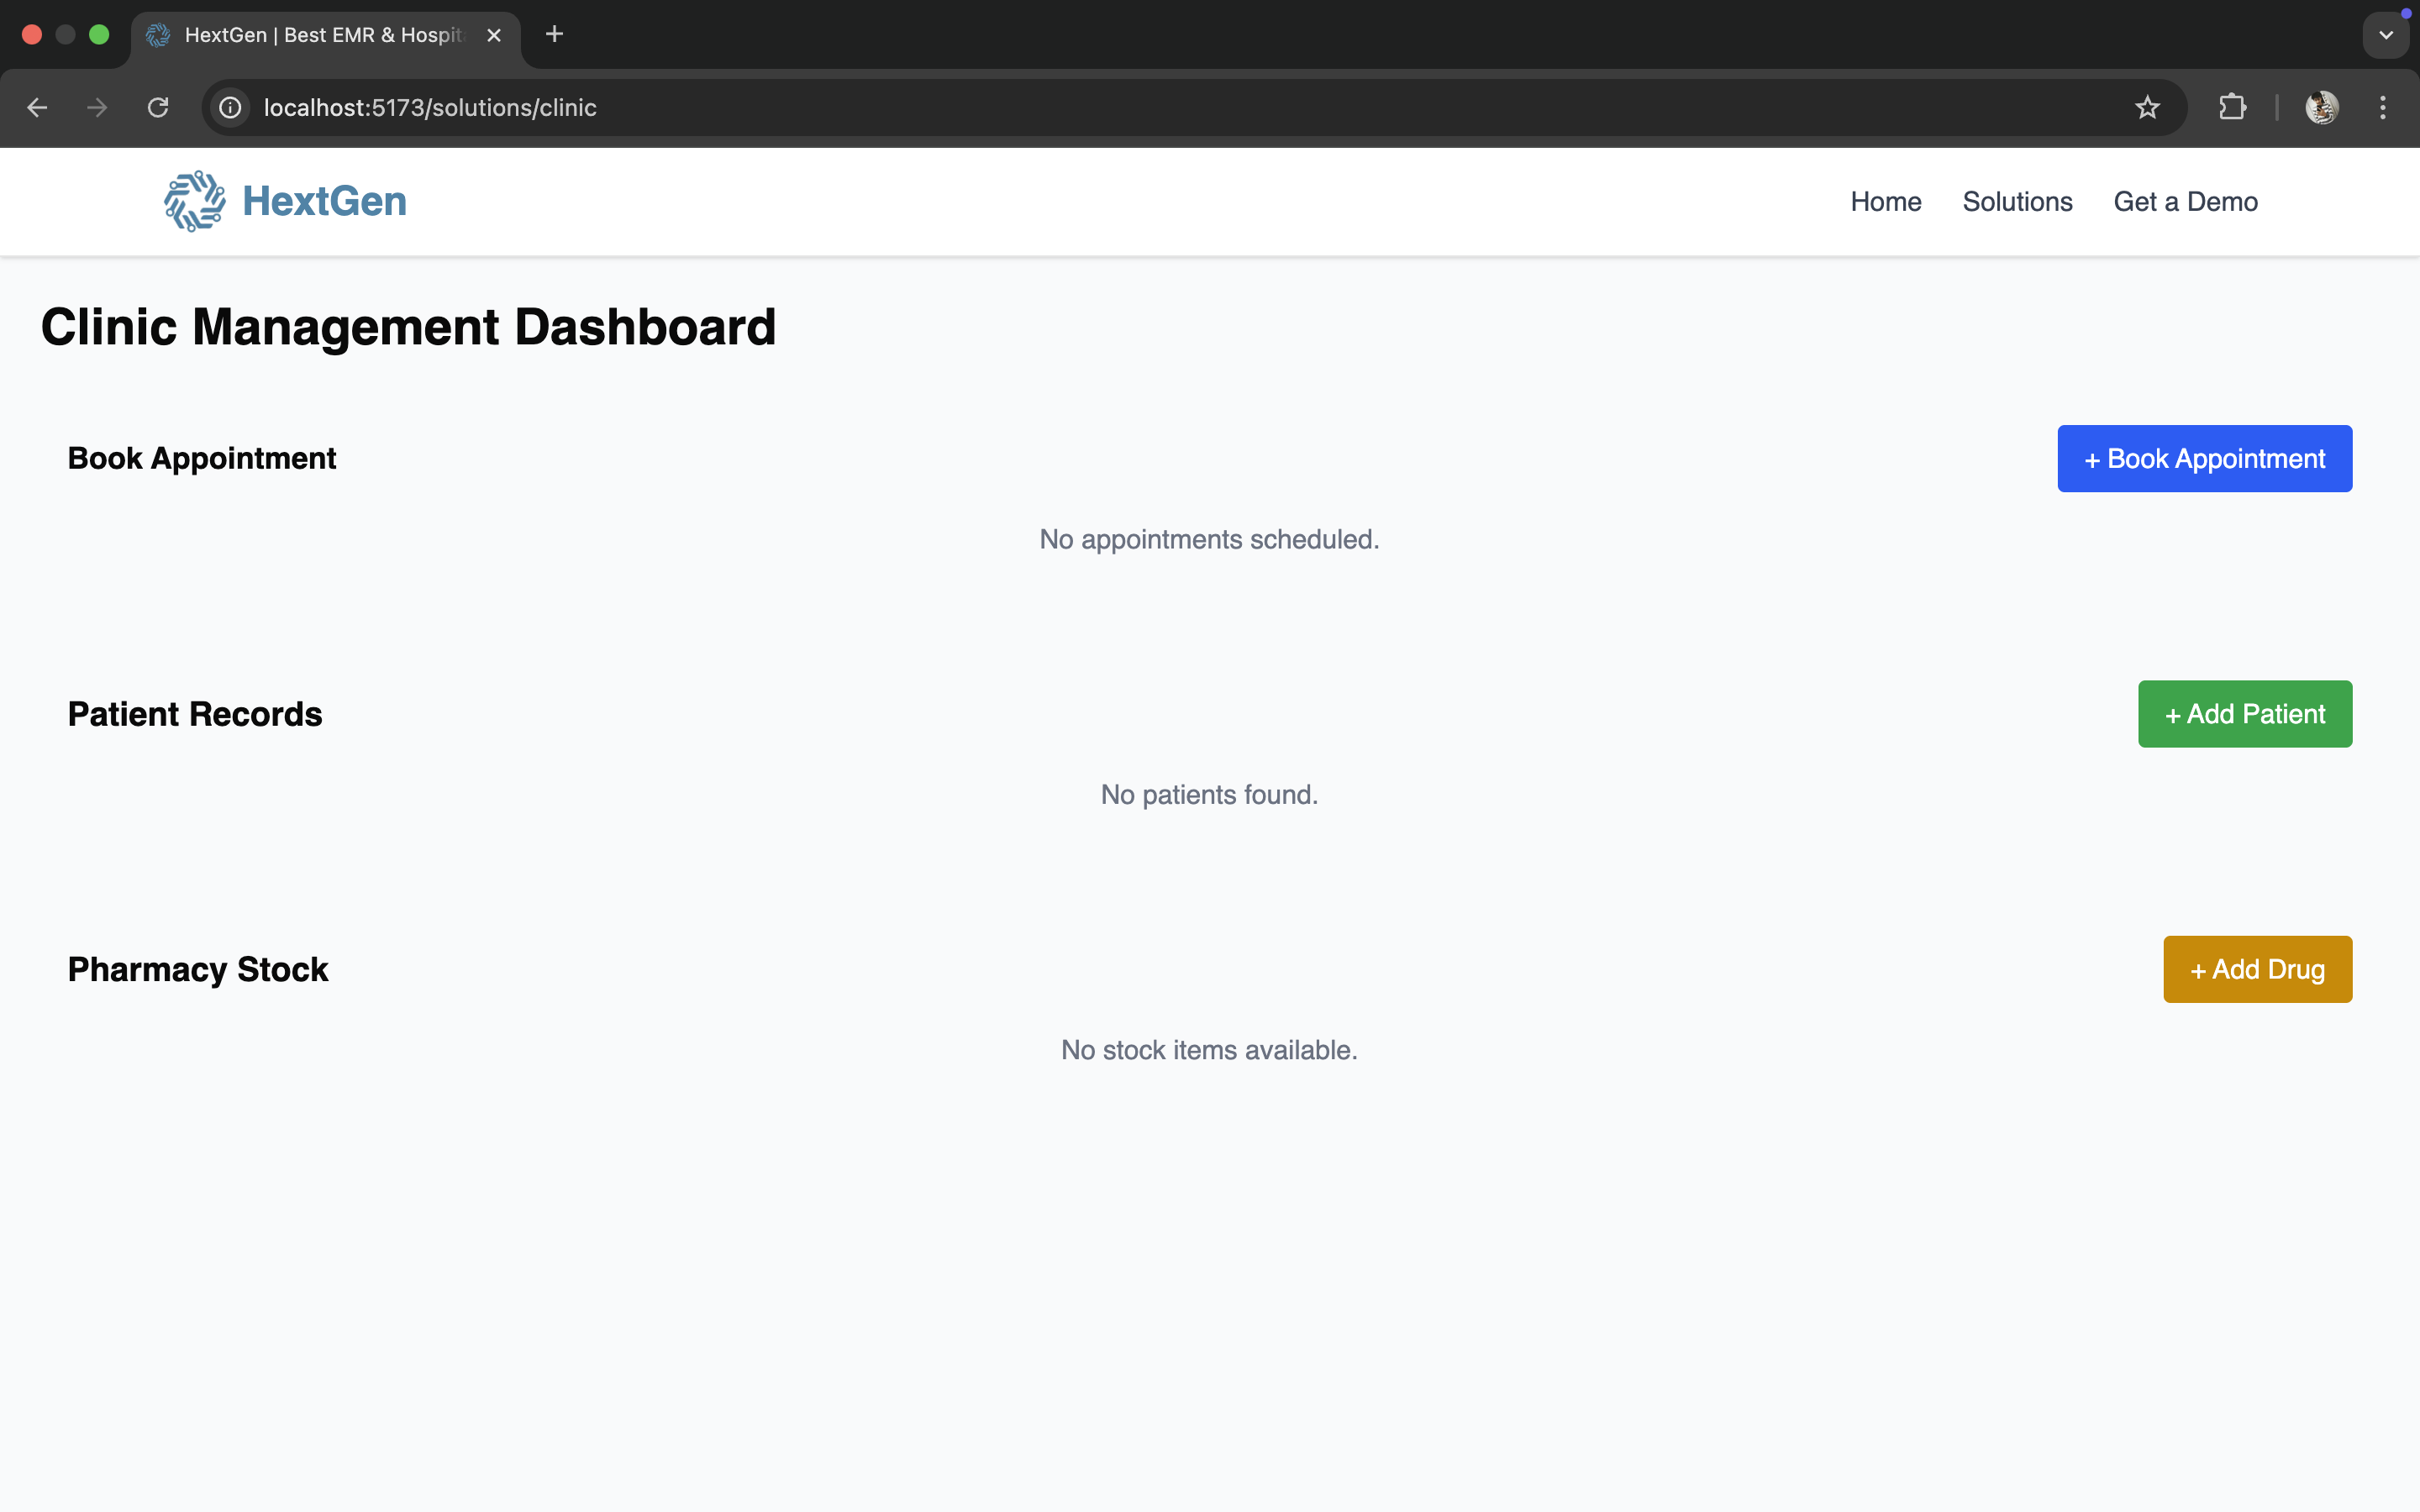 HextGen | Best EMR & Hospit
localhost:5173/solutions/clinic
HextGen
Home Solutions Get a Demo
Clinic Management Dashboard
Book Appointment
+ Book Appointment
No appointments scheduled.
Patient Records
+ Add Patient
No patients found.
Pharmacy Stock
+ Add Drug
No stock items available.